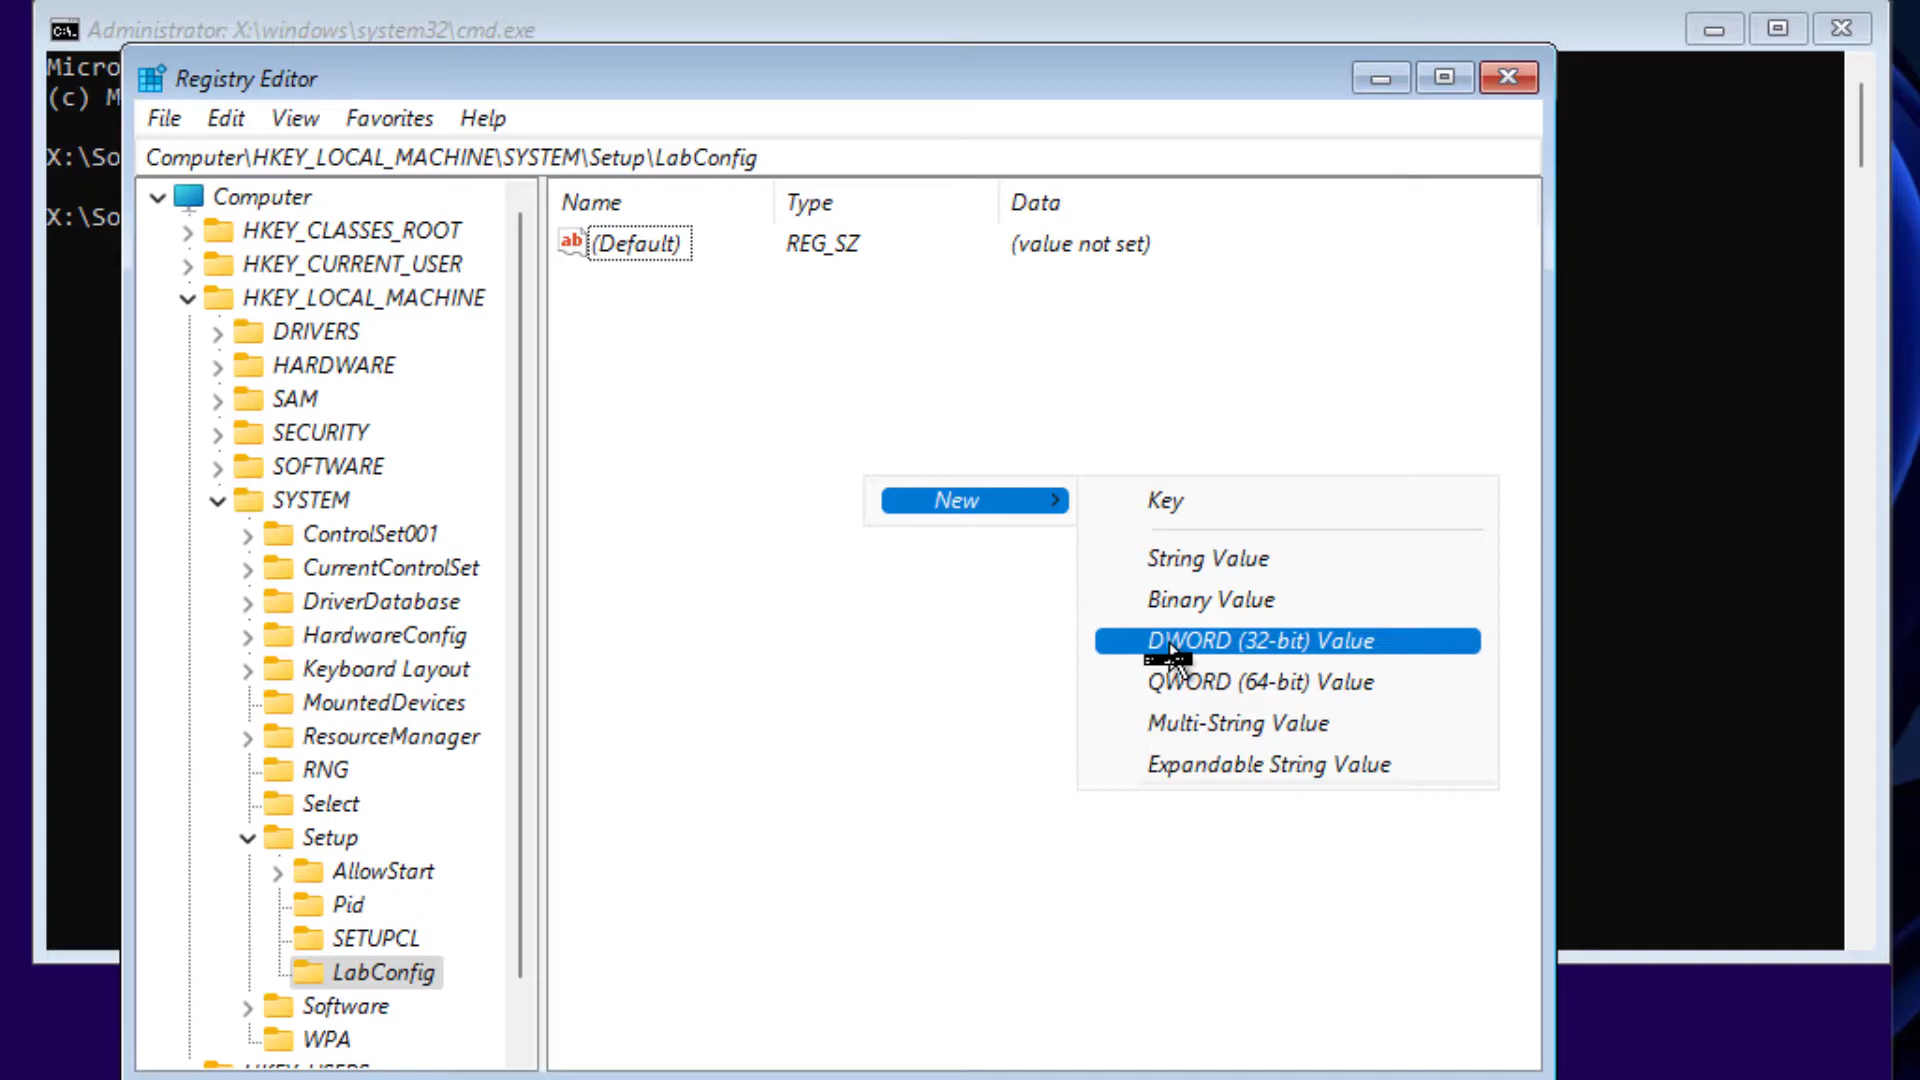 Administrator: X:\windows\system32\cmd.exe
Micro
(c) M
X:\So
X:\So
Registry Editor
File Edit View Favorites Help
Computer\HKEY_LOCAL_MACHINE\SYSTEM\Setup\LabConfig
Computer
HKEY_CLASSES_ROOT
HKEY_CURRENT_USER
HKEY_LOCAL_MACHINE
DRIVERS
HARDWARE
SAM
SECURITY
SOFTWARE
SYSTEM
ControlSet001
CurrentControlSet
DriverDatabase
HardwareConfig
Keyboard Layout
MountedDevices
ResourceManager
RNG
Select
Setup
AllowStart
Pid
SETUPCL
LabConfig
Software
WPA
HKEY_USERS
Name Type Data
ab (Default) REG_SZ (value not set)
New
Key
String Value
Binary Value
DWORD (32-bit) Value
QWORD (64-bit) Value
Multi-String Value
Expandable String Value